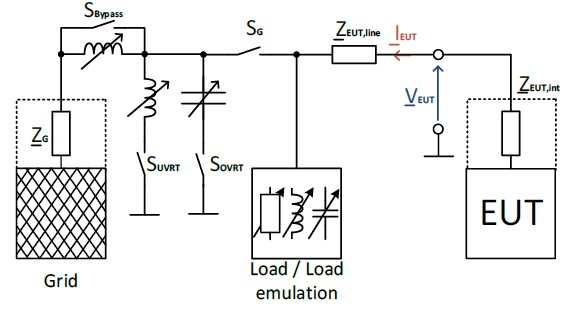 SBypass
SG
ZEUT,line
IEUT
ZEUT,int
VEUT
ZG
SUVRT
SOVRT
EUT
Load / Load
emulation
Grid